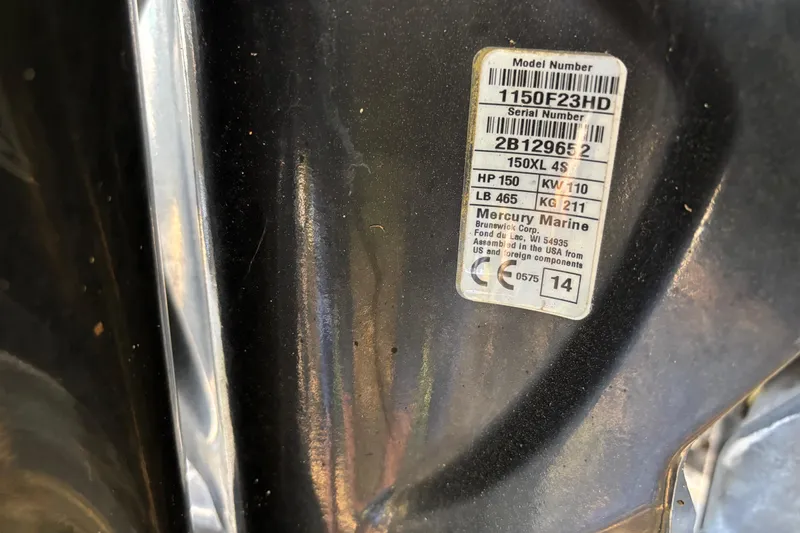 Model Number
1150F23HD
Serial Number
2B129652
150XL 4S
HP 150 KW 110
LB 465 KG 211
Mercury Marine
Brunswick Corp.
Fond du Lac, WI 54935
Assembled in the USA from
US and foreign components
CE 0575 14